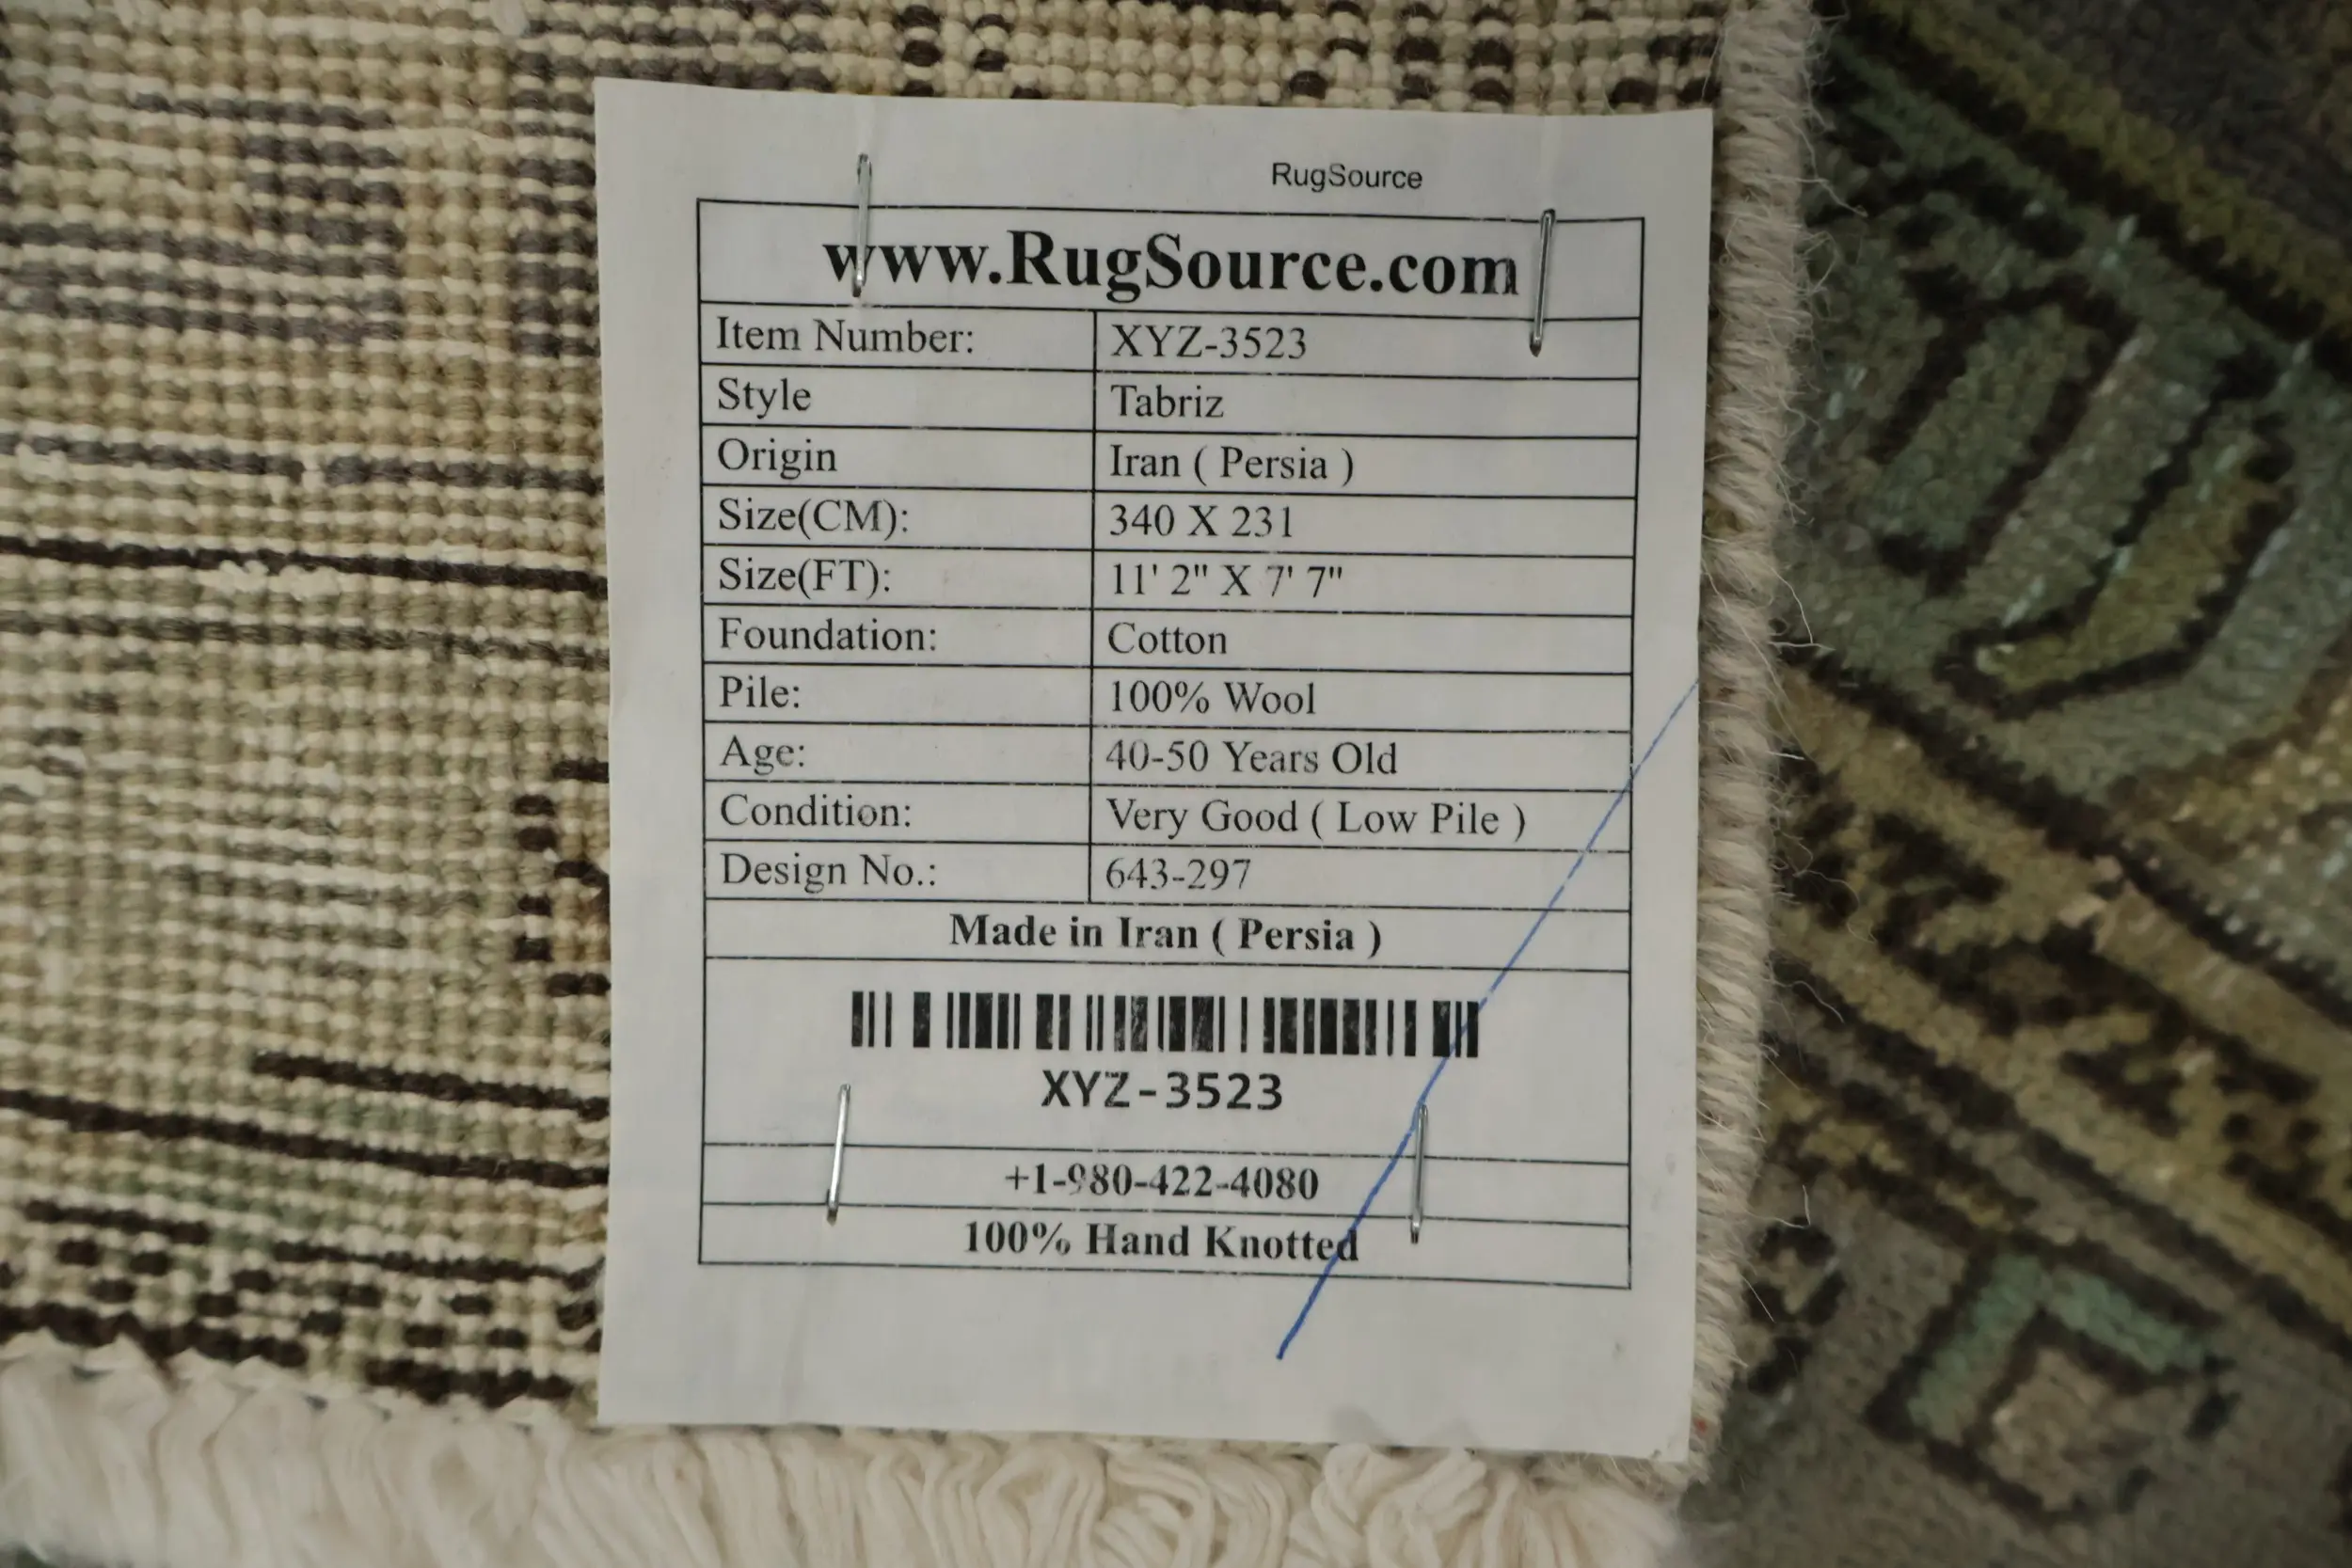 RugSource
www.RugSource.com
Item Number: XYZ-3523
Style Tabriz
Origin Iran ( Persia )
Size(CM): 340 X 231
Size(FT): 11' 2" X 7' 7"
Foundation: Cotton
Pile: 100% Wool
Age: 40-50 Years Old
Condition: Very Good ( Low Pile )
Design No.: 643-297
Made in Iran ( Persia )
XYZ-3523
+1-980-422-4080
100% Hand Knotted